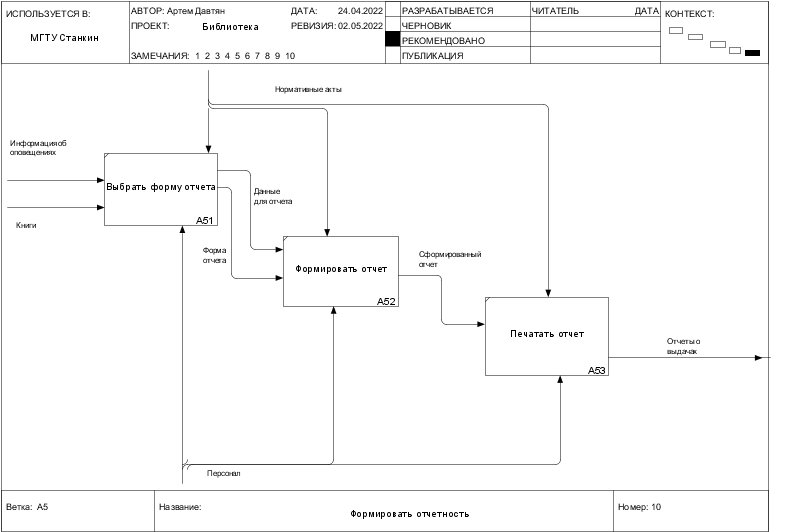 ИСПОЛЬЗУЕТСЯ В:
МГТУ Станкин
АВТОР: Артем Давтян
ДАТА: 24.04.2022
ПРОЕКТ: Библиотека
РЕВИЗИЯ: 02.05.2022
ЗАМЕЧАНИЯ: 1 2 3 4 5 6 7 8 9 10
РАЗРАБАТЫВАЕТСЯ
ЧЕРНОВИК
РЕКОМЕНДОВАНО
ПУБЛИКАЦИЯ
ЧИТАТЕЛЬ
ДАТА
КОНТЕКСТ:
Нормативные акты
Информация об
оповещениях
Выбрать форму отчета
A51
Книги
Данные
для отчета
Форма
отчета
Формировать отчет
A52
Сформированный
отчет
Печатать отчет
A53
Отчеты о
выдачах
Персонал
Ветка: A5
Название:
Формировать отчетность
Номер: 10